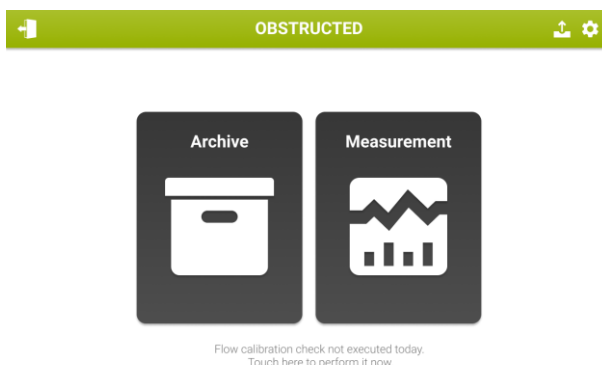 OBSTRUCTED
Archive
Measurement
Flow calibration check not executed today.
Touch here to perform it now.